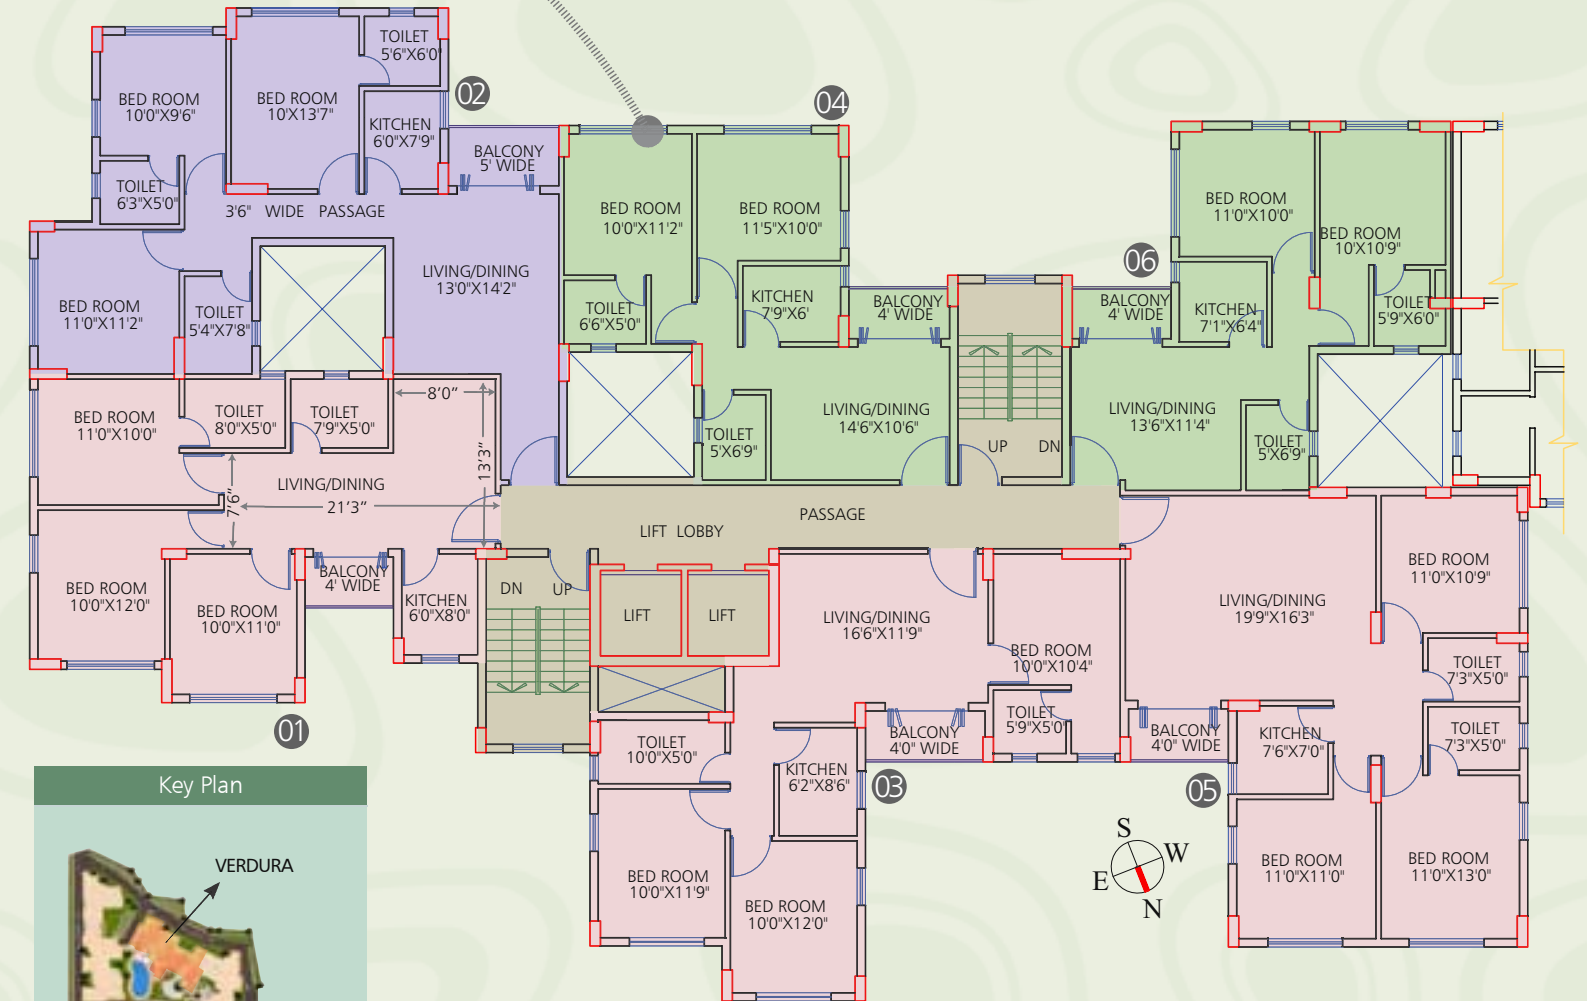 BED ROOM
10'0"X9'6"
TOILET
6'3"X5'0"
BED ROOM
10'X13'7"
TOILET
5'6"X6'0"
KITCHEN
6'0"X7'9"
02
BALCONY
5' WIDE
3'6" WIDE PASSAGE
BED ROOM
11'0"X11'2"
TOILET
5'4"X7'8"
LIVING/DINING
13'0"X14'2"
04
BED ROOM
10'0"X11'2"
BED ROOM
11'5"X10'0"
TOILET
6'6"X5'0"
KITCHEN
7'9"X6'
BALCONY
4' WIDE
LIVING/DINING
14'6"X10'6"
TOILET
5'X6'9"
UP
DN
06
BED ROOM
11'0"X10'0"
BED ROOM
10'X10'9"
BALCONY
4' WIDE
KITCHEN
7'1"X6'4"
TOILET
5'9"X6'0"
LIVING/DINING
13'6"X11'4"
TOILET
5'X6'9"
BED ROOM
11'0"X10'0"
TOILET
8'0"X5'0"
TOILET
7'9"X5'0"
8'0"
13'3"
LIVING/DINING
21'3"
7'6"
BED ROOM
10'0"X12'0"
BED ROOM
10'0"X11'0"
BALCONY
4' WIDE
KITCHEN
6'0"X8'0"
01
PASSAGE
LIFT LOBBY
DN
UP
LIFT
LIFT
LIVING/DINING
16'6"X11'9"
BED ROOM
10'0"X10'4"
TOILET
5'9"X5'0"
BALCONY
4'0" WIDE
TOILET
10'0"X5'0"
KITCHEN
6'2"X8'6"
03
BED ROOM
10'0"X11'9"
BED ROOM
10'0"X12'0"
LIVING/DINING
19'9"X16'3"
BED ROOM
11'0"X10'9"
TOILET
7'3"X5'0"
TOILET
7'3"X5'0"
BALCONY
4'0" WIDE
KITCHEN
7'6"X7'0"
05
BED ROOM
11'0"X11'0"
BED ROOM
11'0"X13'0"
S
W
E
N
Key Plan
VERDURA